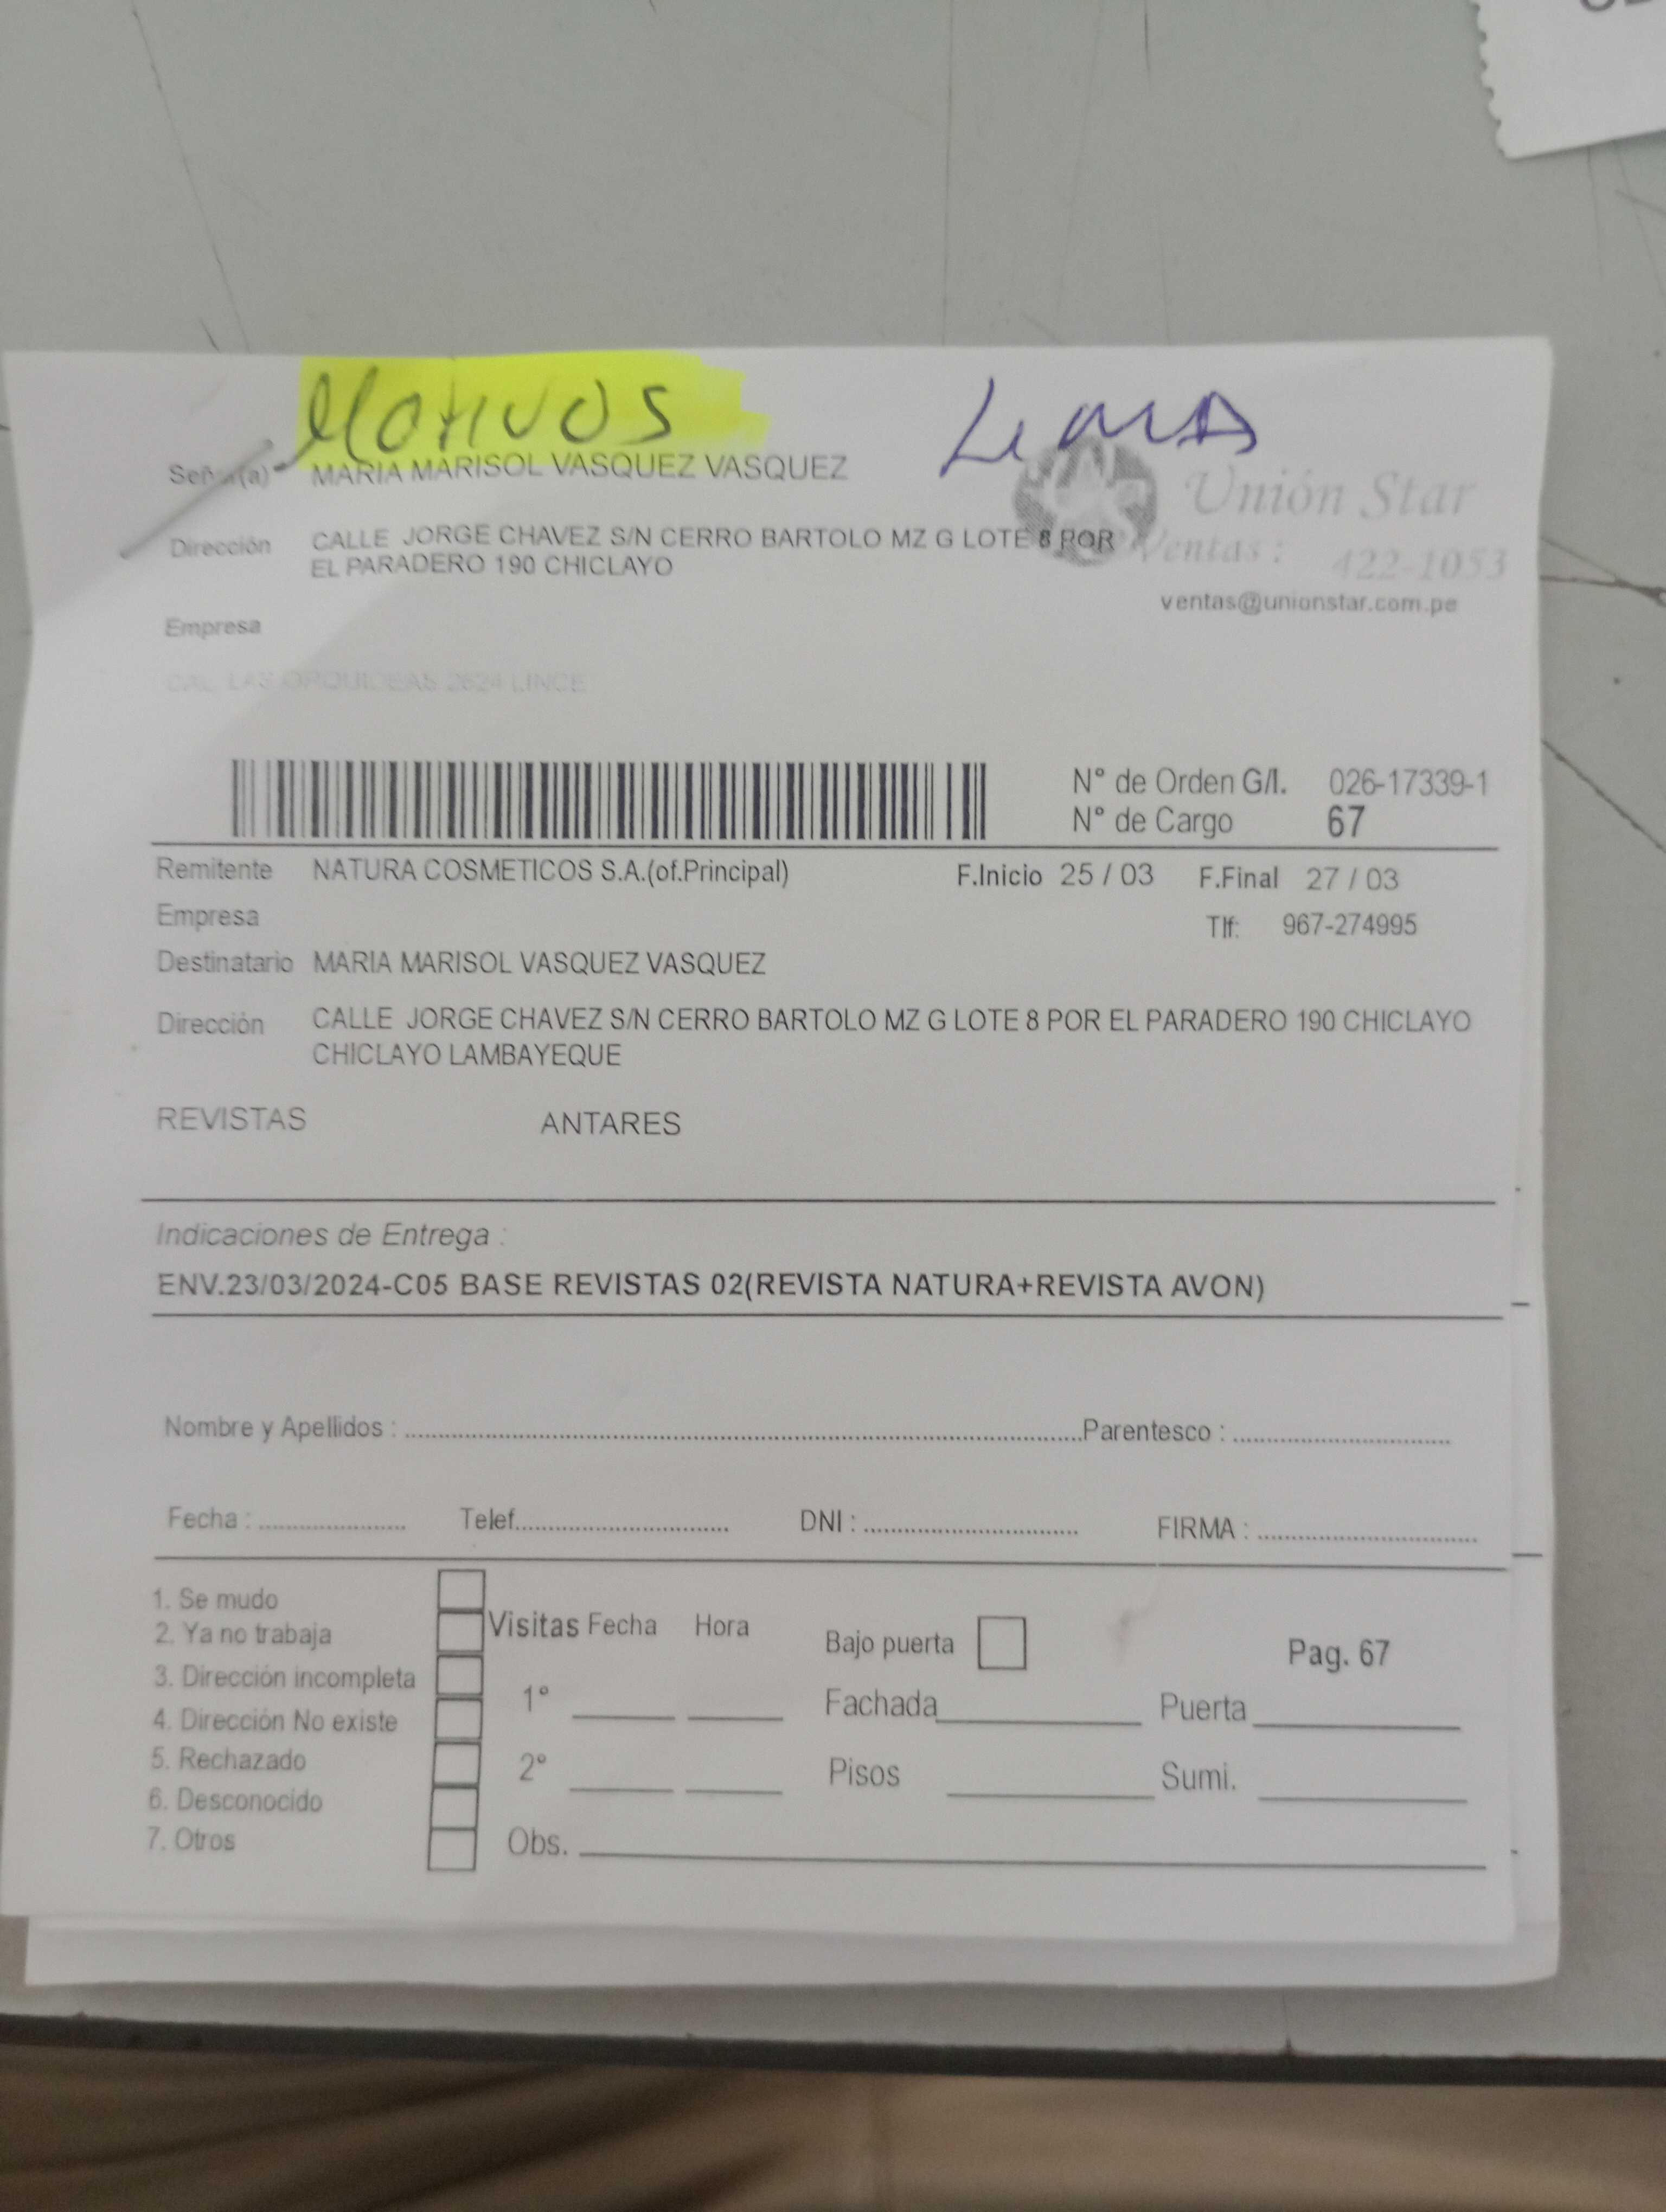 Motivos
Lima
Señor(a) MARIA MARISOL VASQUEZ VASQUEZ
Unión Star
Dirección CALLE JORGE CHAVEZ S/N CERRO BARTOLO MZ G LOTE 8 POR
EL PARADERO 190 CHICLAYO
Ventas : 422-1053
ventas@unionstar.com.pe
Empresa
CAL. LAS ORQUIDEAS 2624 LINCE
N° de Orden G/I. 026-17339-1
N° de Cargo 67
Remitente NATURA COSMETICOS S.A.(of.Principal) F.Inicio 25 / 03 F.Final 27 / 03
Empresa Tlf: 967-274995
Destinatario MARIA MARISOL VASQUEZ VASQUEZ
Dirección CALLE JORGE CHAVEZ S/N CERRO BARTOLO MZ G LOTE 8 POR EL PARADERO 190 CHICLAYO
CHICLAYO LAMBAYEQUE
REVISTAS ANTARES
Indicaciones de Entrega :
ENV.23/03/2024-C05 BASE REVISTAS 02(REVISTA NATURA+REVISTA AVON)
Nombre y Apellidos : Parentesco :
Fecha : Telef. DNI : FIRMA :
1. Se mudo
2. Ya no trabaja
3. Dirección incompleta
4. Dirección No existe
5. Rechazado
6. Desconocido
7. Otros
Visitas Fecha Hora
1°
2°
Obs.
Bajo puerta
Pag. 67
Fachada Puerta
Pisos Sumi.